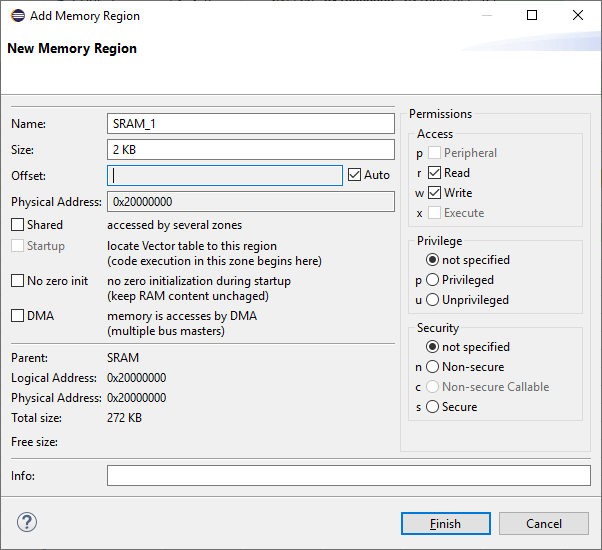 Add Memory Region
New Memory Region
Name: SRAM_1
Size: 2 KB
Offset: Auto
Physical Address: 0x20000000
Shared accessed by several zones
Startup locate Vector table to this region
(code execution in this zone begins here)
No zero init no zero initialization during startup
(keep RAM content unchaged)
DMA memory is accesses by DMA
(multiple bus masters)
Parent: SRAM
Logical Address: 0x20000000
Physical Address: 0x20000000
Total size: 272 KB
Free size:
Permissions
Access
p Peripheral
r Read
w Write
x Execute
Privilege
not specified
p Privileged
u Unprivileged
Security
not specified
n Non-secure
c Non-secure Callable
s Secure
Info:
? Finish Cancel